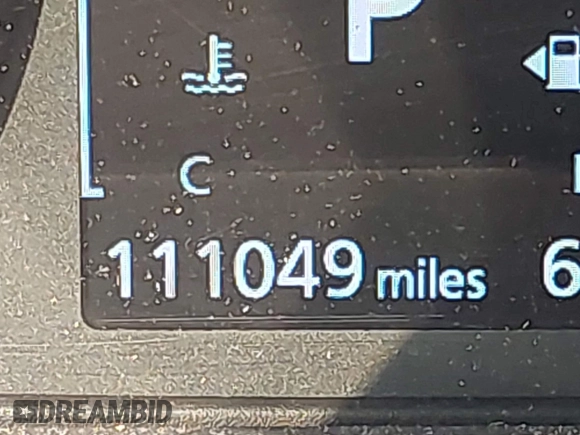 P
C
111049 miles 6
DREAMBID